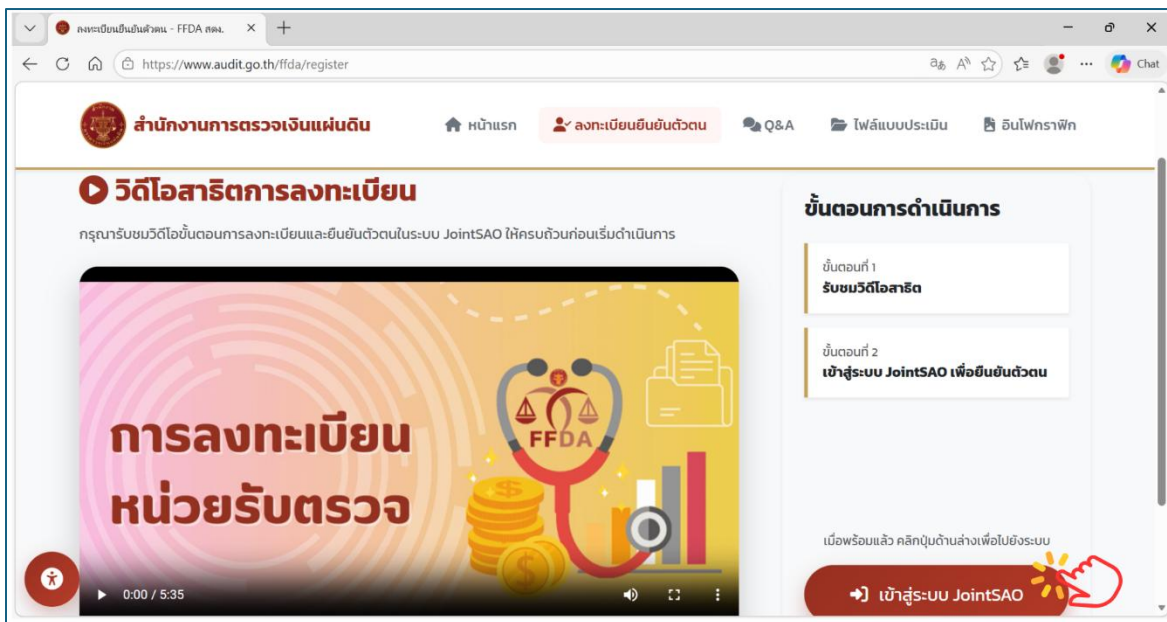 ลงทะเบียนยืนยันตัวตน - FFDA สตง.
https://www.audit.go.th/ffda/register
Chat
สำนักงานการตรวจเงินแผ่นดิน
หน้าแรก
ลงทะเบียนยืนยันตัวตน
Q&A
ไฟล์แบบประเมิน
อินโฟกราฟิก
วิดีโอสาธิตการลงทะเบียน
กรุณารับชมวิดีโอขั้นตอนการลงทะเบียนและยืนยันตัวตนในระบบ JointSAO ให้ครบถ้วนก่อนเริ่มดำเนินการ
การลงทะเบียน
หน่วยรับตรวจ
FFDA
0:00 / 5:35
ขั้นตอนการดำเนินการ
ขั้นตอนที่ 1
รับชมวิดีโอสาธิต
ขั้นตอนที่ 2
เข้าสู่ระบบ JointSAO เพื่อยืนยันตัวตน
เมื่อพร้อมแล้ว คลิกปุ่มด้านล่างเพื่อไปยังระบบ
เข้าสู่ระบบ JointSAO